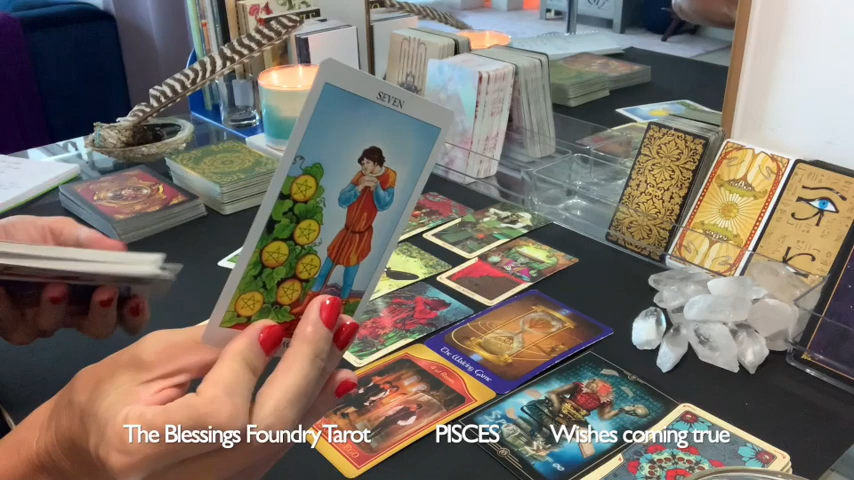 SEVEN
The Waiting Game
The Blessings Foundry Tarot PISCES Wishes coming true